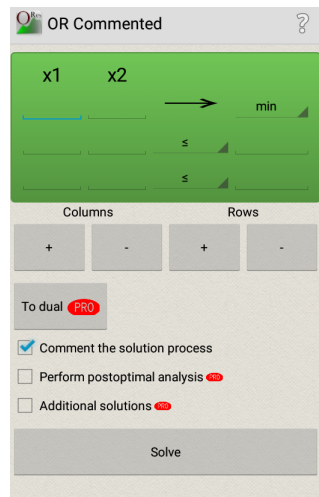 ORes OR Commented ?
x1 x2
min
≤
≤
Columns Rows
+ - + -
To dual PRO
Comment the solution process
Perform postoptimal analysis PRO
Additional solutions PRO
Solve